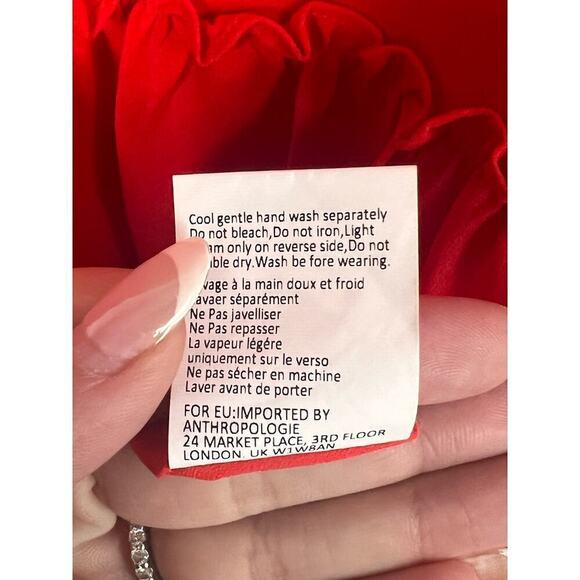 Cool gentle hand wash separately
Do not bleach,Do not iron,Light
only on reverse side,Do not
dry.Wash be fore wearing.
à la main doux et froid
séparément
Ne Pas javelliser
Ne Pas repasser
La vapeur légére
uniquement sur le verso
Ne pas sécher en machine
Laver avant de porter
FOR EU:IMPORTED BY
ANTHROPOLOGIE
24 MARKET PLACE, 3RD FLOOR
LONDON, UK W1W8AN